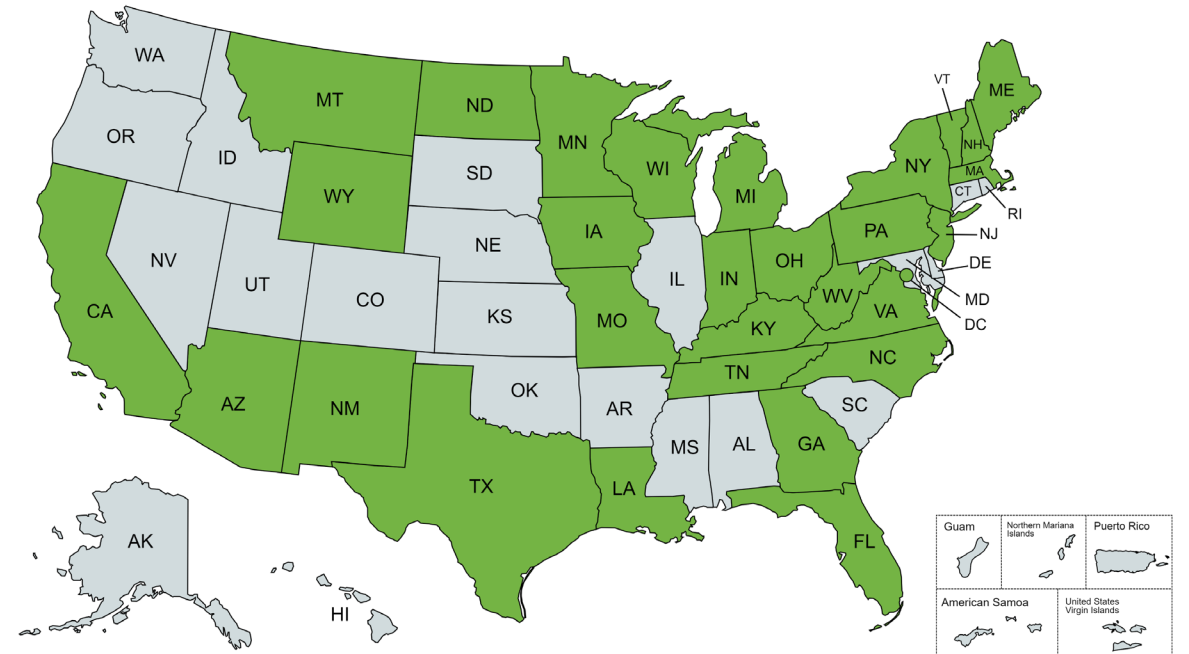 WA
OR
ID
MT
ND
MN
SD
WY
NE
IA
WI
MI
NV
UT
CO
KS
CA
AZ
NM
OK
TX
MO
AR
LA
IL
IN
OH
KY
TN
MS
AL
GA
FL
SC
NC
VA
WV
PA
NY
VT
NH
ME
MA
CT
RI
NJ
DE
MD
DC
AK
HI
Guam
Northern Mariana
Islands
Puerto Rico
American Samoa
United States
Virgin Islands